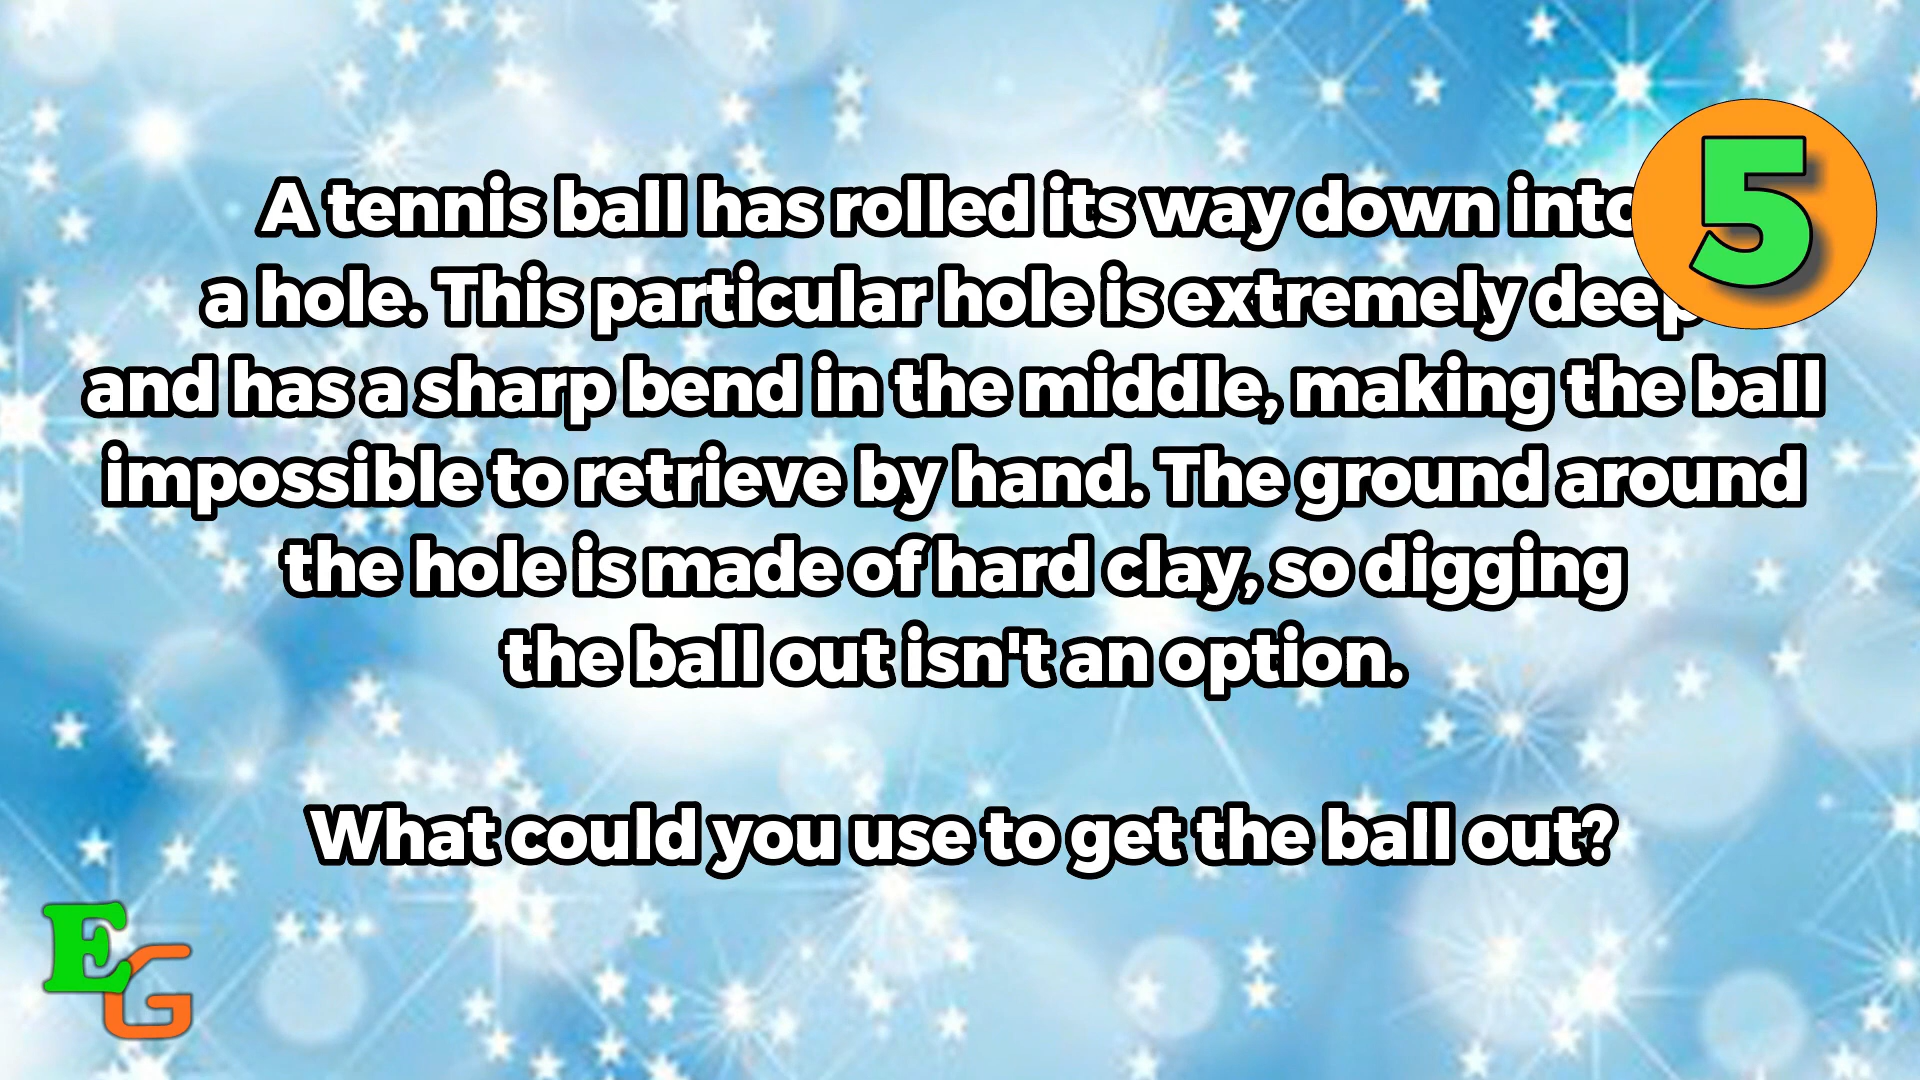 A tennis ball has rolled its way down into
a hole. This particular hole is extremely deep
and has a sharp bend in the middle, making the ball
impossible to retrieve by hand. The ground around
the hole is made of hard clay, so digging
the ball out isn't an option.
What could you use to get the ball out?
5
EG